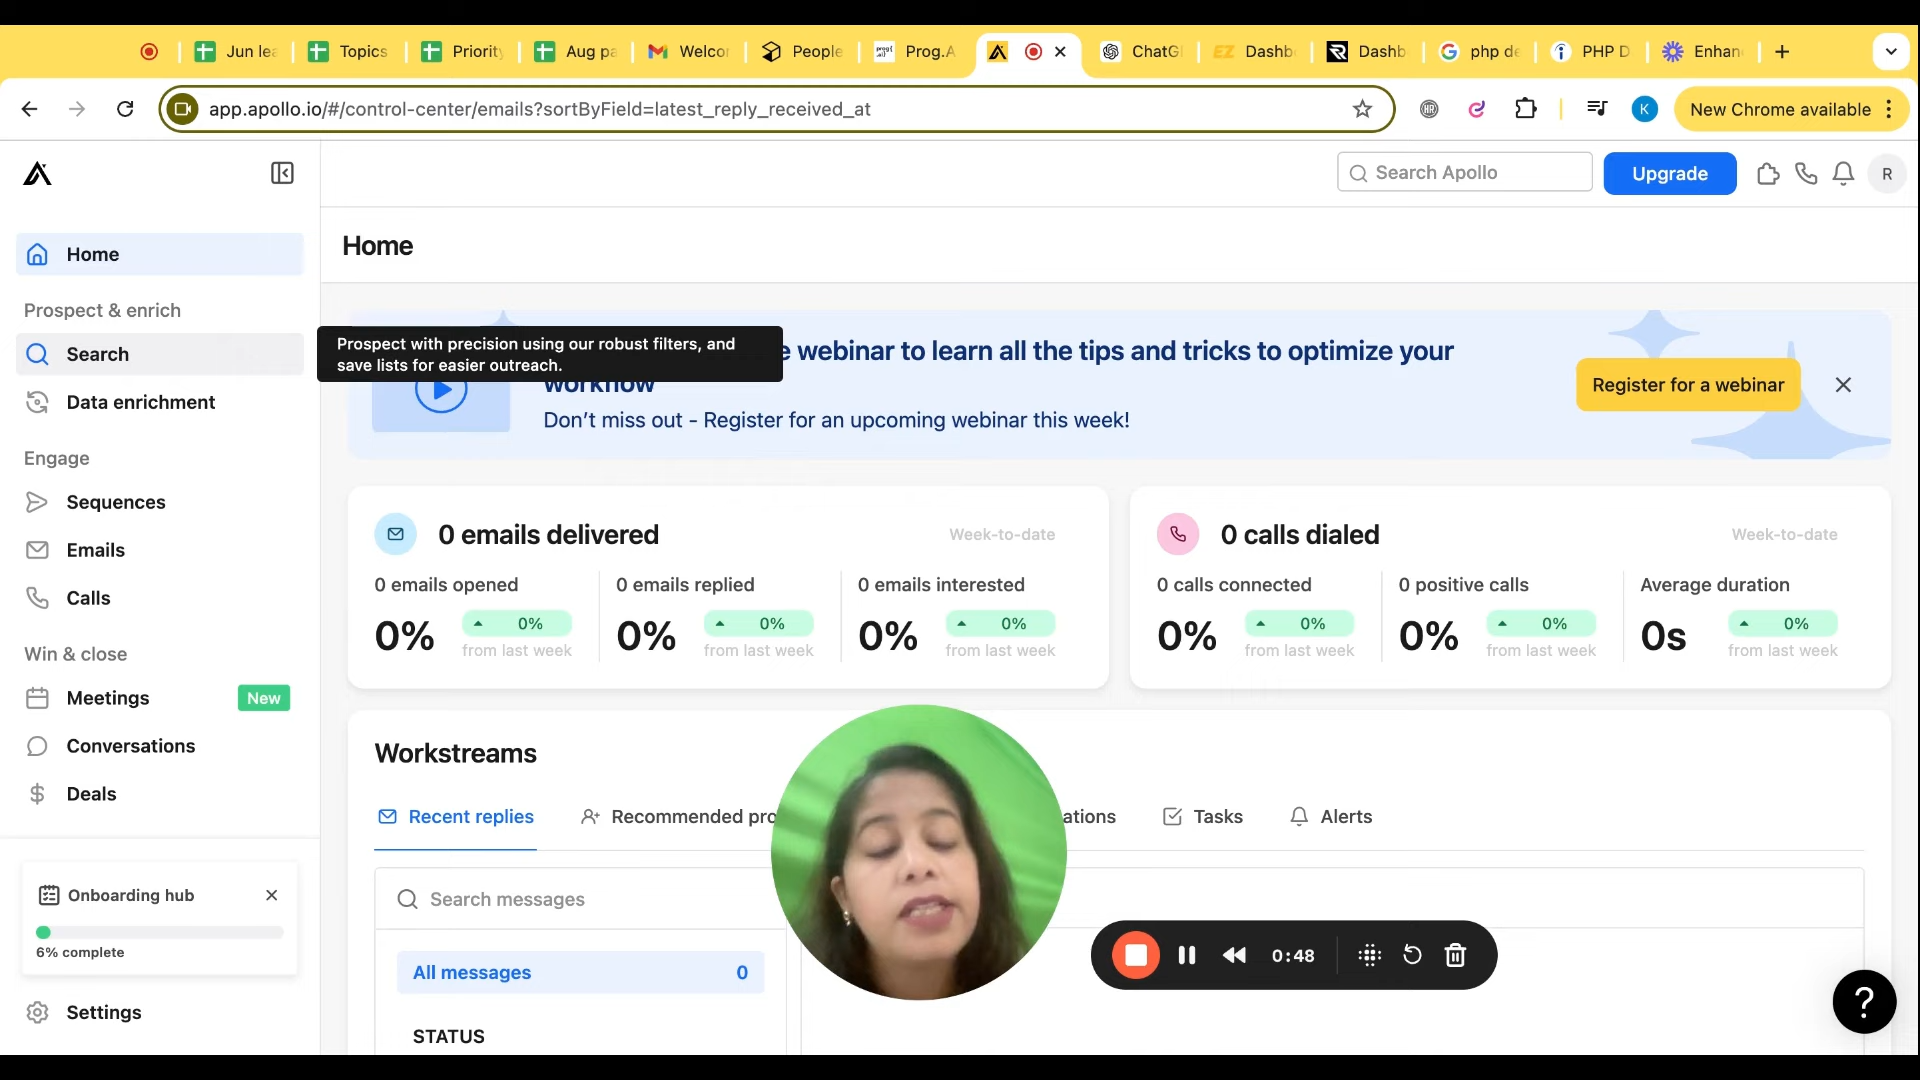 Jun lea
Topics
Priority
Aug pa
Welcor
People
Prog.A
ChatG
Dashb
Dashb
php de
PHP D
Enhan
app.apollo.io/#/control-center/emails?sortByField=latest_reply_received_at
K
New Chrome available
Search Apollo
Upgrade
R
Home
Home
Prospect & enrich
Search
Data enrichment
Prospect with precision using our robust filters, and
save lists for easier outreach.
webinar to learn all the tips and tricks to optimize your
workflow
Don't miss out - Register for an upcoming webinar this week!
Register for a webinar
Engage
Sequences
Emails
Calls
Win & close
Meetings
New
Conversations
Deals
Onboarding hub
6% complete
Settings
0 emails delivered
Week-to-date
0 emails opened
0%
0%
from last week
0 emails replied
0%
0%
from last week
0 emails interested
0%
0%
from last week
0 calls dialed
Week-to-date
0 calls connected
0%
0%
from last week
0 positive calls
0%
0%
from last week
Average duration
0s
0%
from last week
Workstreams
Recent replies
Recommended pro
ations
Tasks
Alerts
Search messages
All messages
0
STATUS
0:48
?